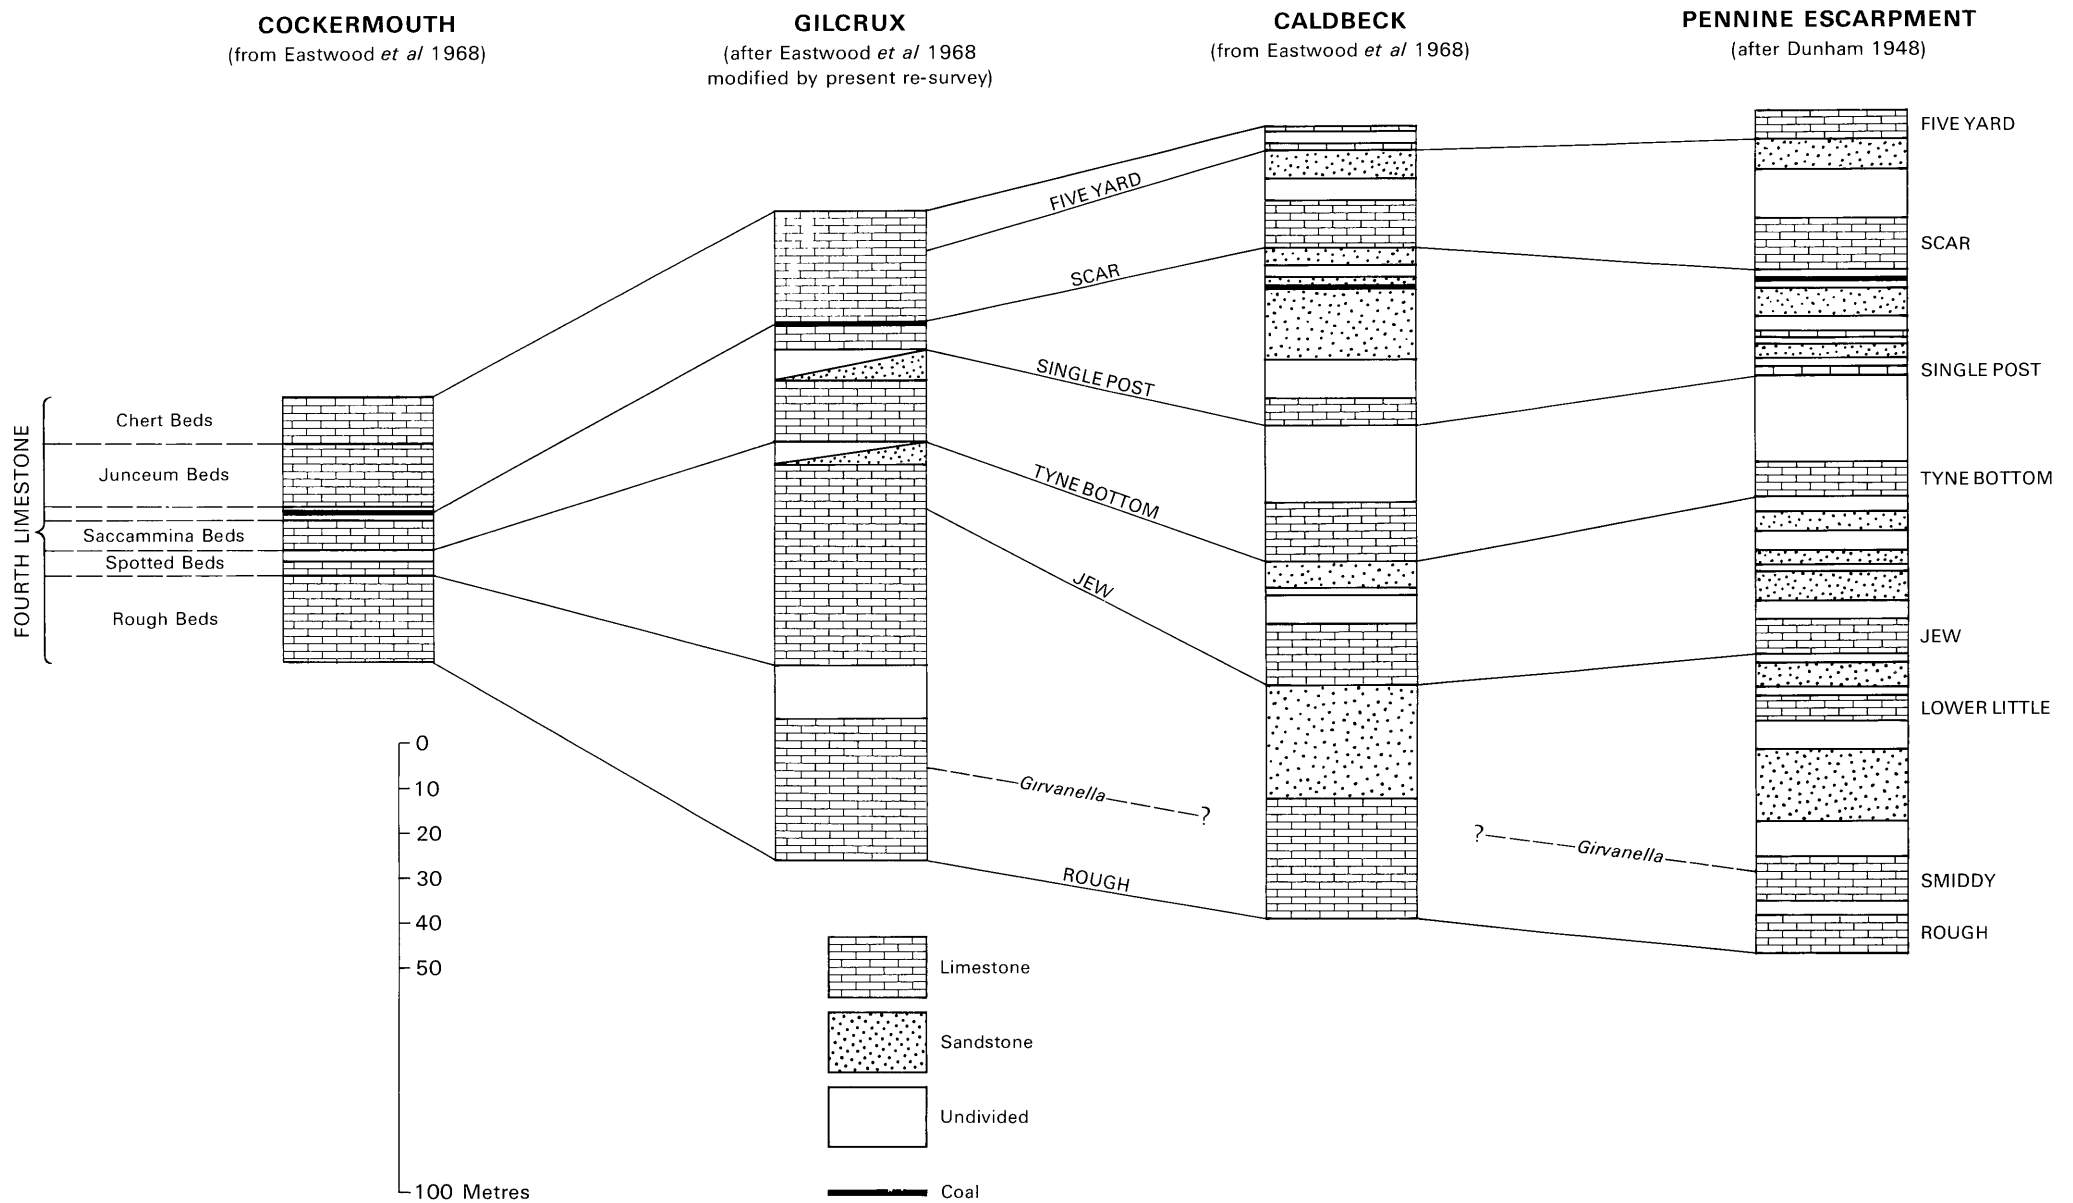 COCKERMOUTH
(from Eastwood et al 1968)
GILCRUX
(after Eastwood et al 1968
modified by present re-survey)
CALDBECK
(from Eastwood et al 1968)
PENNINE ESCARPMENT
(after Dunham 1948)
FOURTH LIMESTONE
Chert Beds
Junceum Beds
Saccammina Beds
Spotted Beds
Rough Beds
FIVE YARD
SCAR
SINGLE POST
TYNE BOTTOM
JEW
Girvanella
?
ROUGH
?
Girvanella
FIVE YARD
SCAR
SINGLE POST
TYNE BOTTOM
JEW
LOWER LITTLE
SMIDDY
ROUGH
0
10
20
30
40
50
100 Metres
Limestone
Sandstone
Undivided
Coal